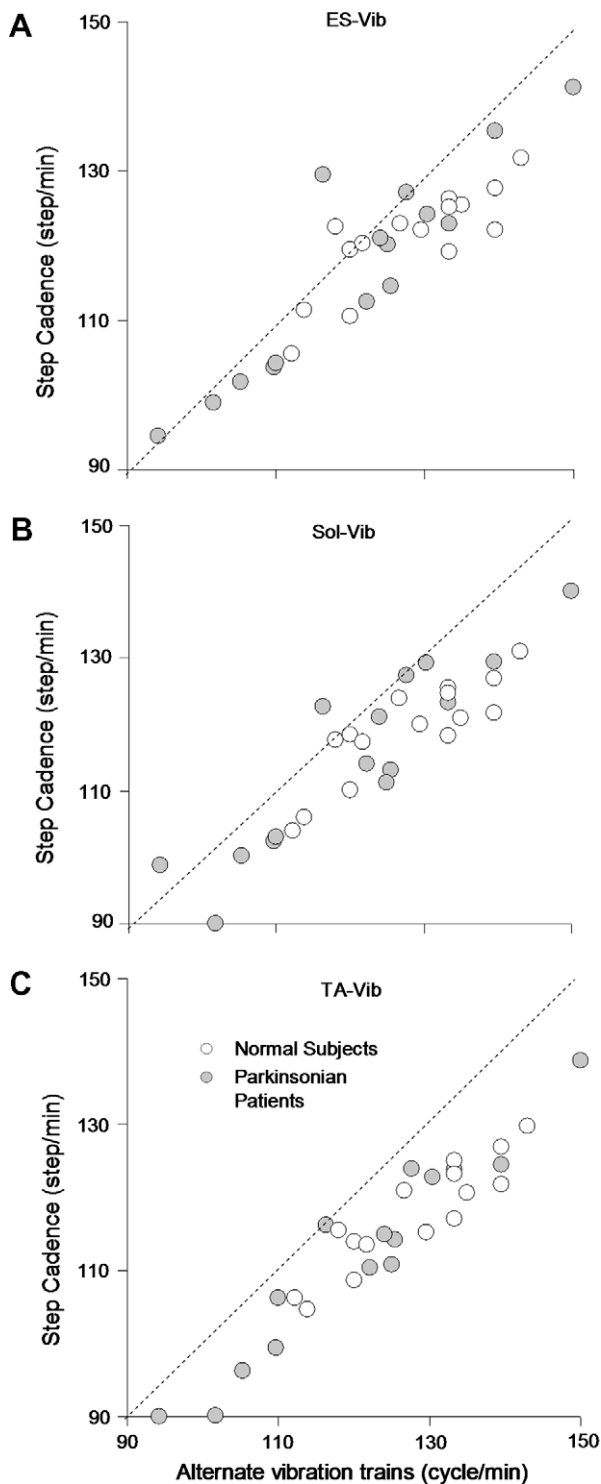 A
ES-Vib
150
130
110
90
Step Cadence (step/min)
B
Sol-Vib
150
130
110
90
Step Cadence (step/min)
C
TA-Vib
150
130
110
90
Step Cadence (step/min)
Normal Subjects
Parkinsonian
Patients
90 110 130 150
Alternate vibration trains (cycle/min)